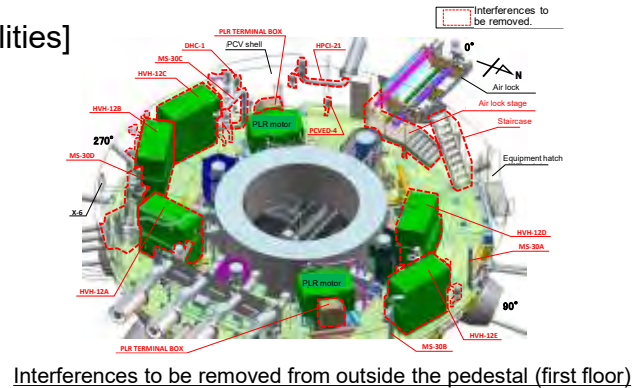 lities]
Interferences to
be removed.
PLR TERMINAL BOX
DHC-1
PCV shell
HPCI-21
MS-30C
HVH-12C
0°
N
Air lock
HVH-12B
Air lock stage
PLR motor
PCVED-4
Staircase
270°
MS-30D
Equipment hatch
X-6
HVH-12D
MS-30A
HVH-12A
PLR motor
90°
HVH-12E
PLR TERMINAL BOX
MS-30B
Interferences to be removed from outside the pedestal (first floor)